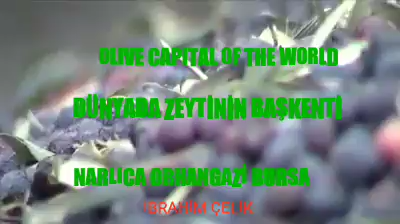 OLIVE CAPITAL OF THE WORLD
DÜNYADA ZEYTİNİN BAŞKENTİ
NARLICA ORHANGAZİ BURSA
İBRAHİM ÇELİK